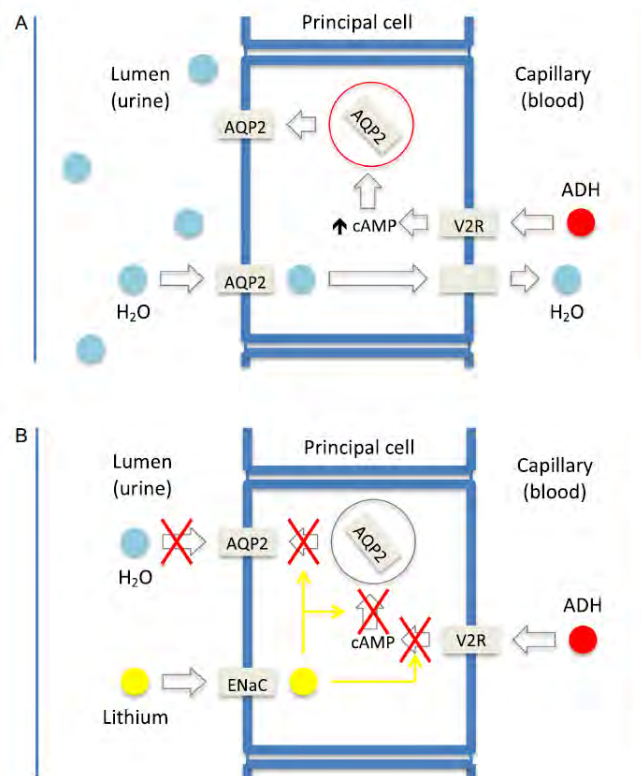 A
Principal cell
Lumen
(urine)
Capillary
(blood)
AQP2
AQP2
ADH
↑ cAMP
V2R
AQP2
H₂O
H₂O
B
Principal cell
Lumen
(urine)
Capillary
(blood)
AQP2
AQP2
H₂O
ADH
cAMP
V2R
ENaC
Lithium